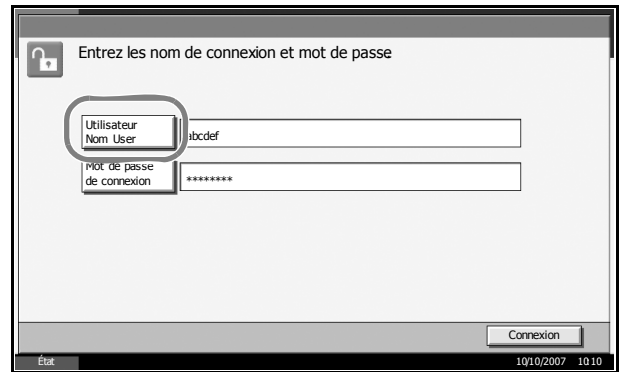 Entrez les nom de connexion et mot de passe
Utilisateur
Nom User
abcdef
Mot de passe
de connexion
********
Connexion
État
10/10/2007 10:10